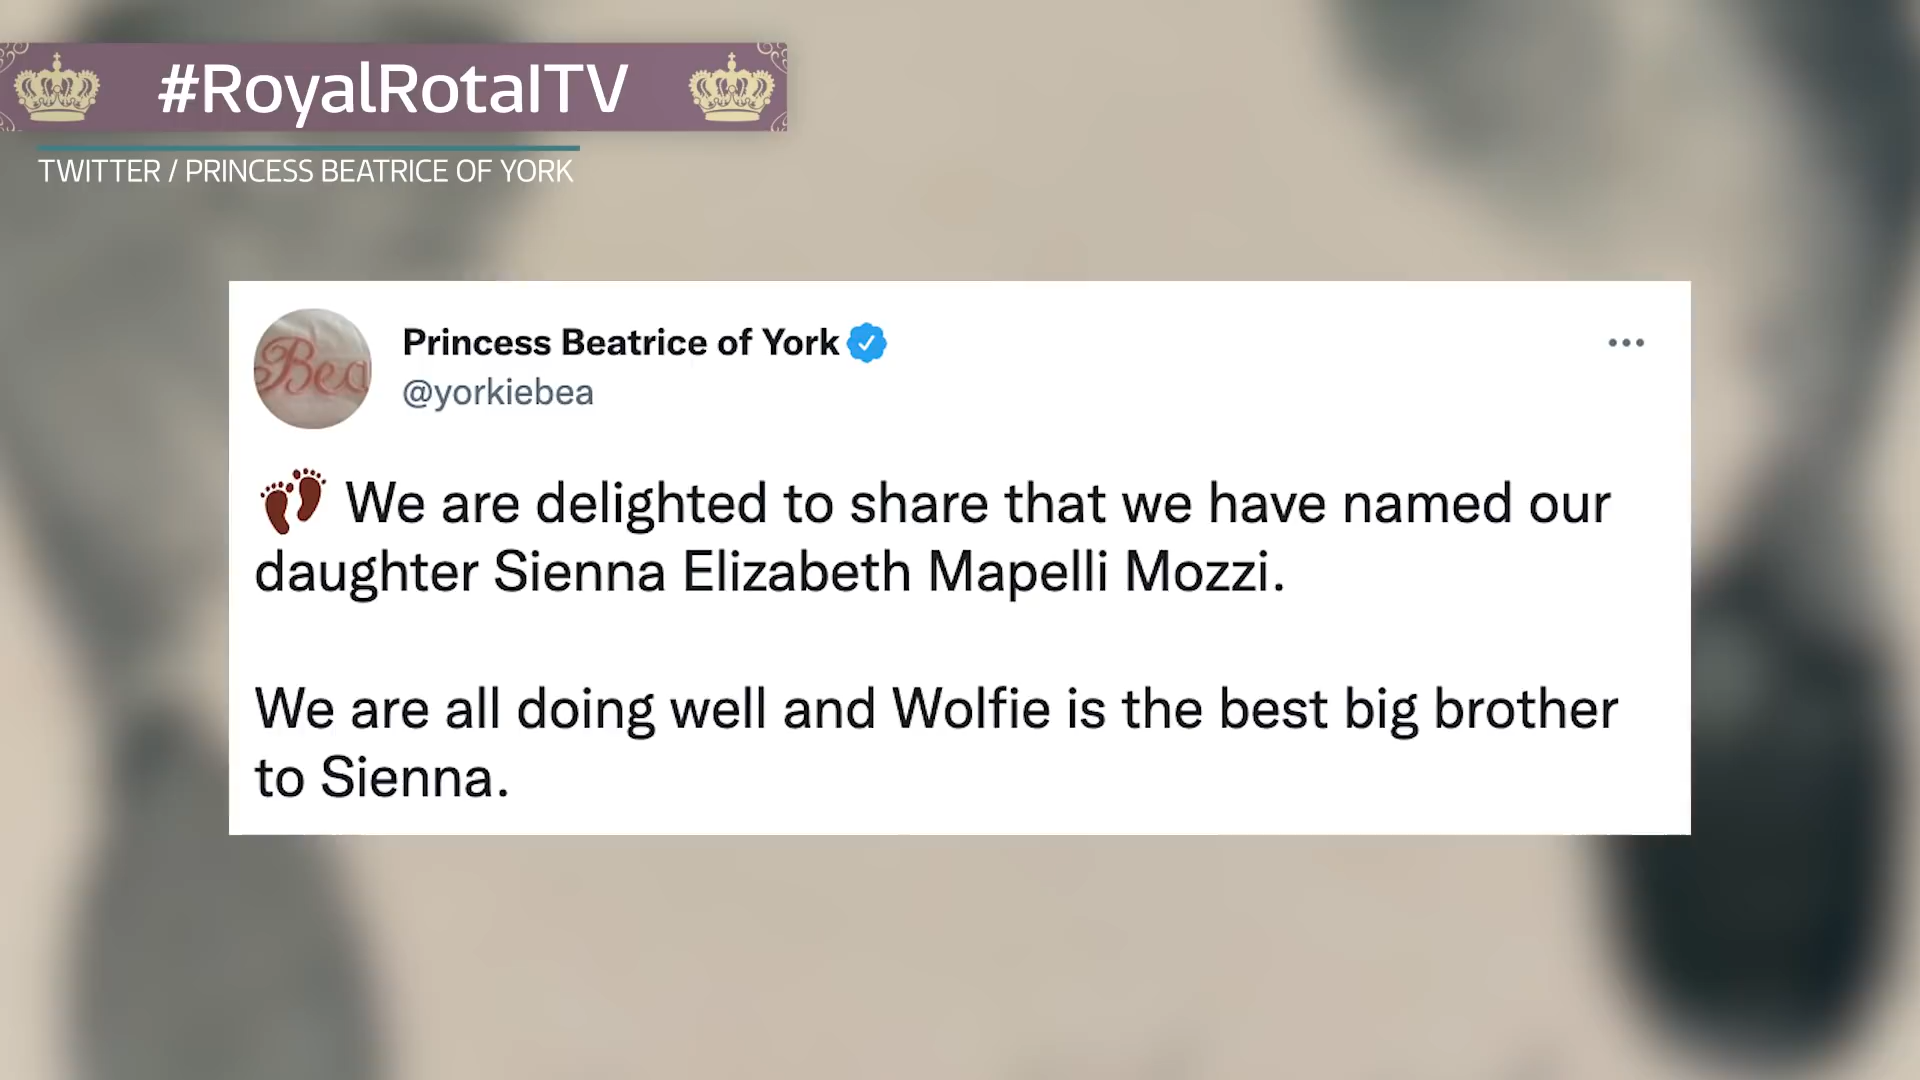 #RoyalRotaITV
TWITTER / PRINCESS BEATRICE OF YORK
Bea
Princess Beatrice of York
@yorkiebea
👣 We are delighted to share that we have named our
daughter Sienna Elizabeth Mapelli Mozzi.
We are all doing well and Wolfie is the best big brother
to Sienna.